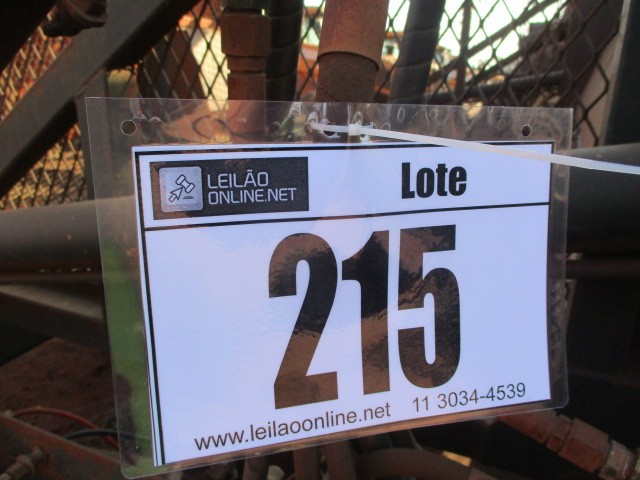 LEILÃO
ONLINE.NET
Lote
215
www.leilaoonline.net 11 3034-4539